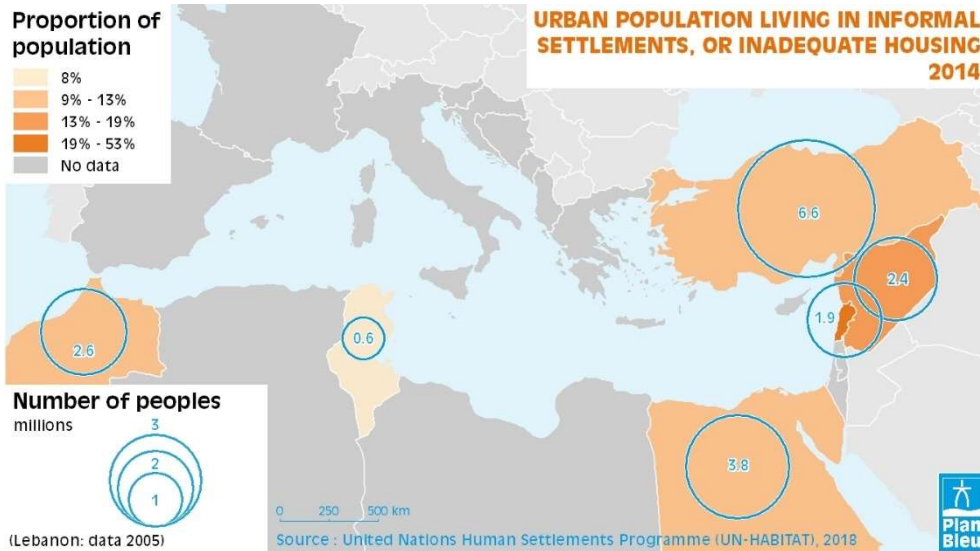 Proportion of
population
8%
9% - 13%
13% - 19%
19% - 53%
No data
URBAN POPULATION LIVING IN INFORMAL
SETTLEMENTS, OR INADEQUATE HOUSING
2014
6.6
2.4
1.9
2.6
0.6
3.8
Number of peoples
millions
3
2
1
(Lebanon: data 2005)
0 250 500 km
Source : United Nations Human Settlements Programme (UN-HABITAT), 2018
Plan
Bleu